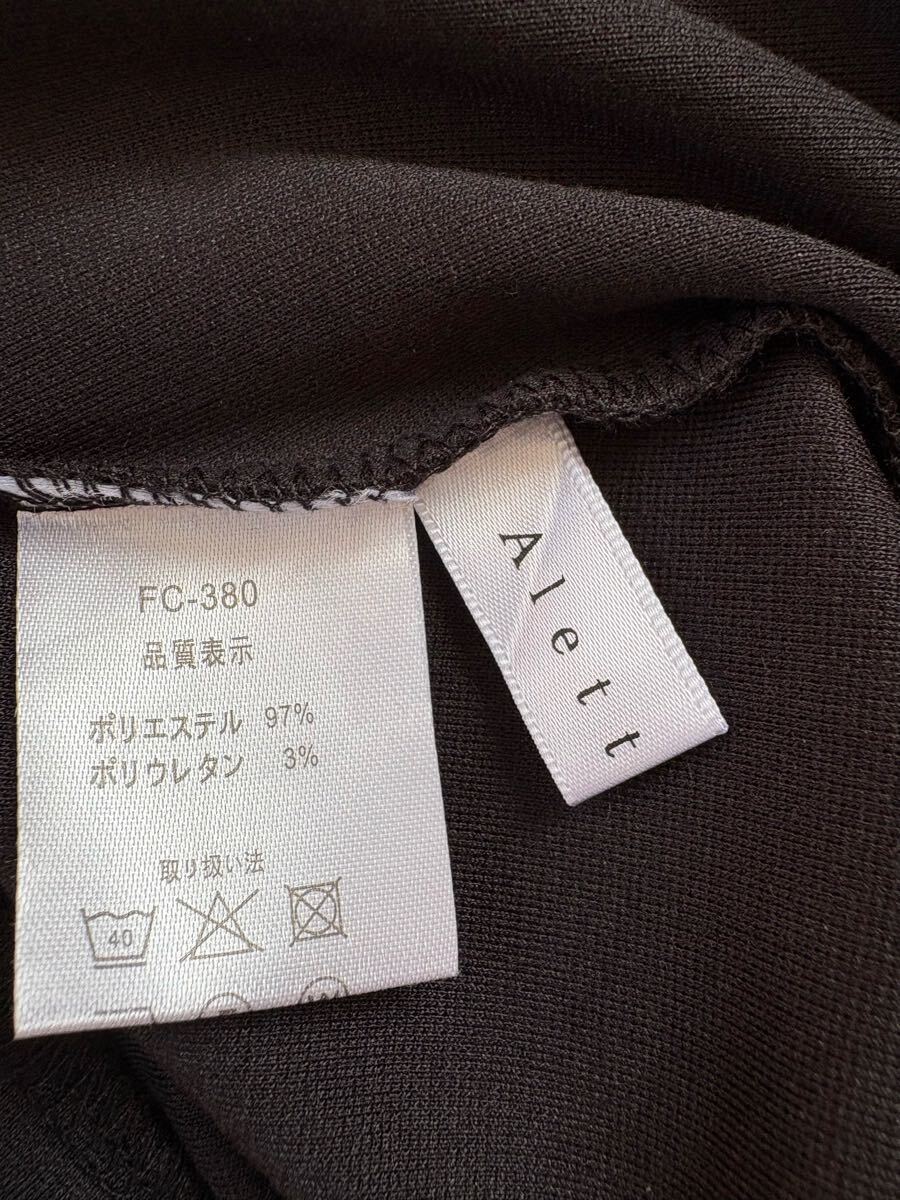 FC-380
品質表示
ポリエステル 97%
ポリウレタン 3%
取り扱い法
40
Alett